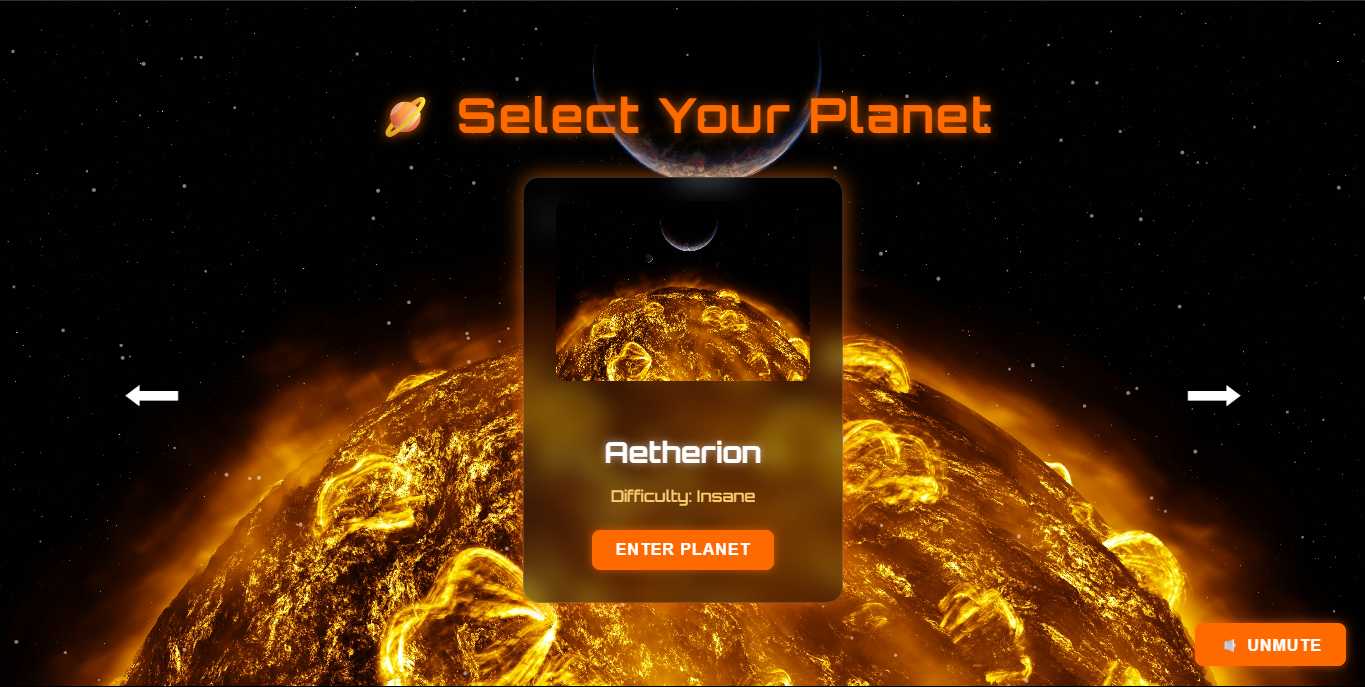 Select Your Planet
Aetherion
Difficulty: Insane
ENTER PLANET
UNMUTE